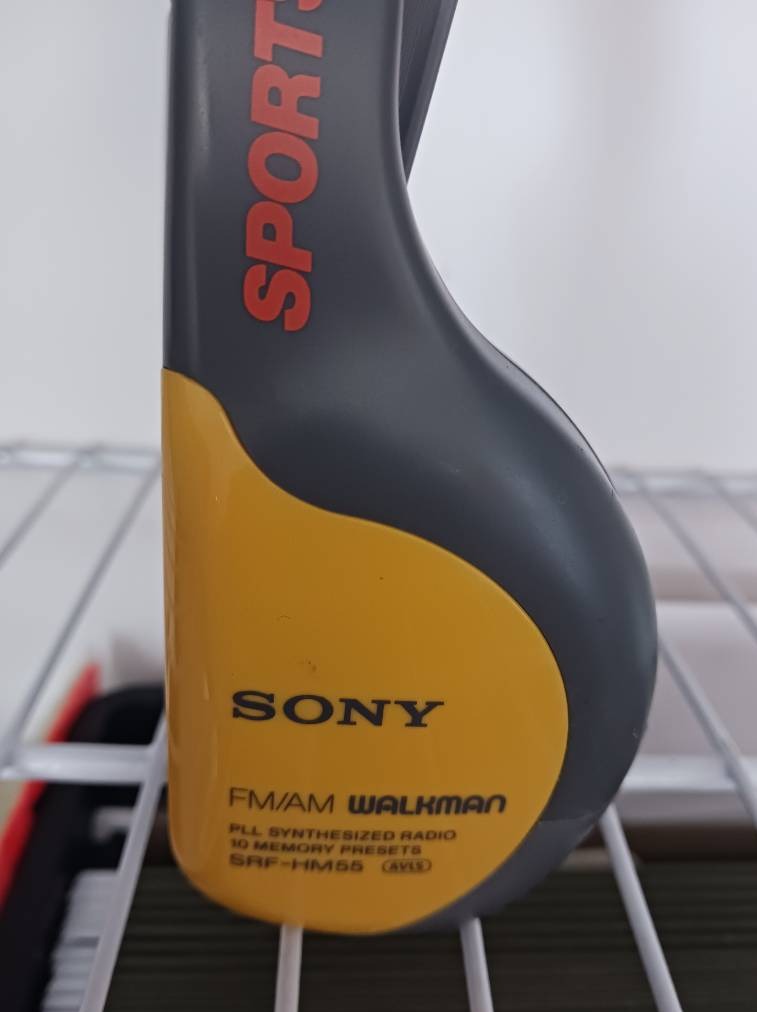 SPORTS
SONY
FM/AM WALKMAN
PLL SYNTHESIZED RADIO
10 MEMORY PRESETS
SRF-HM55 AVLS